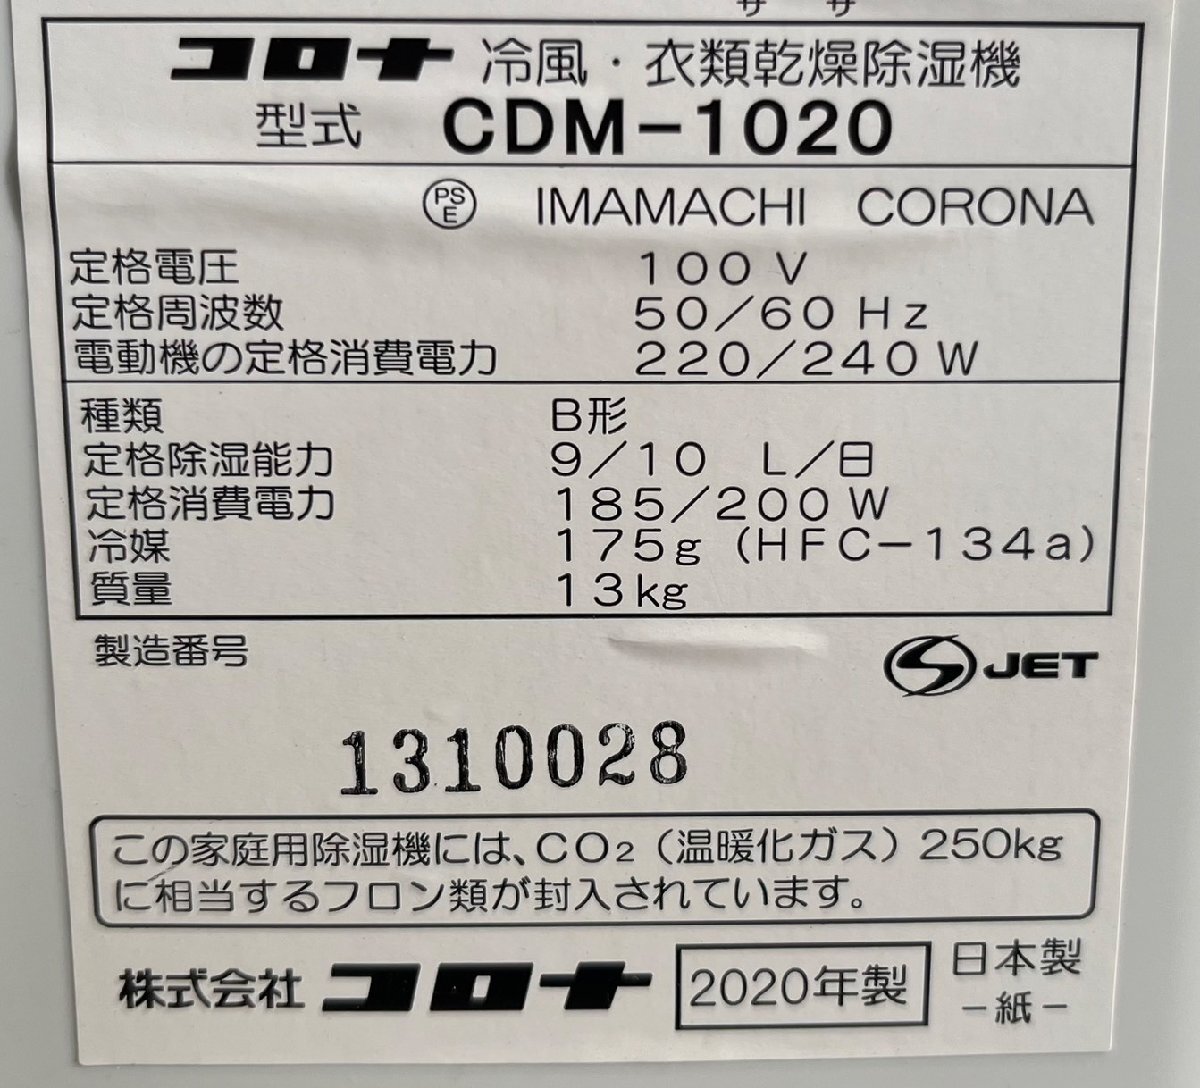 コロナ 冷風・衣類乾燥除湿機
型式 CDM-1020
PSE IMAMACHI CORONA
定格電圧 100 V
定格周波数 50/60 Hz
電動機の定格消費電力 220/240 W
種類 B形
定格除湿能力 9/10 L/日
定格消費電力 185/200 W
冷媒 175g (HFC-134a)
質量 13kg
製造番号
JET
1310028
この家庭用除湿機には、CO₂(温暖化ガス)250kg
に相当するフロン類が封入されています。
株式会社 コロナ 2020年製 日本製
-紙-